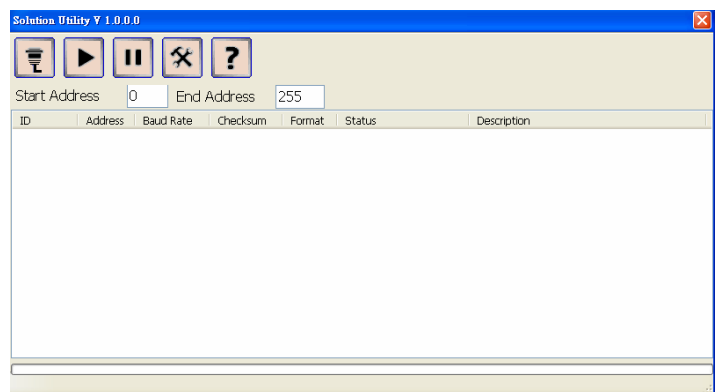 Solution Utility V 1.0.0.0
?
Start Address 0 End Address 255
ID Address Baud Rate Checksum Format Status Description